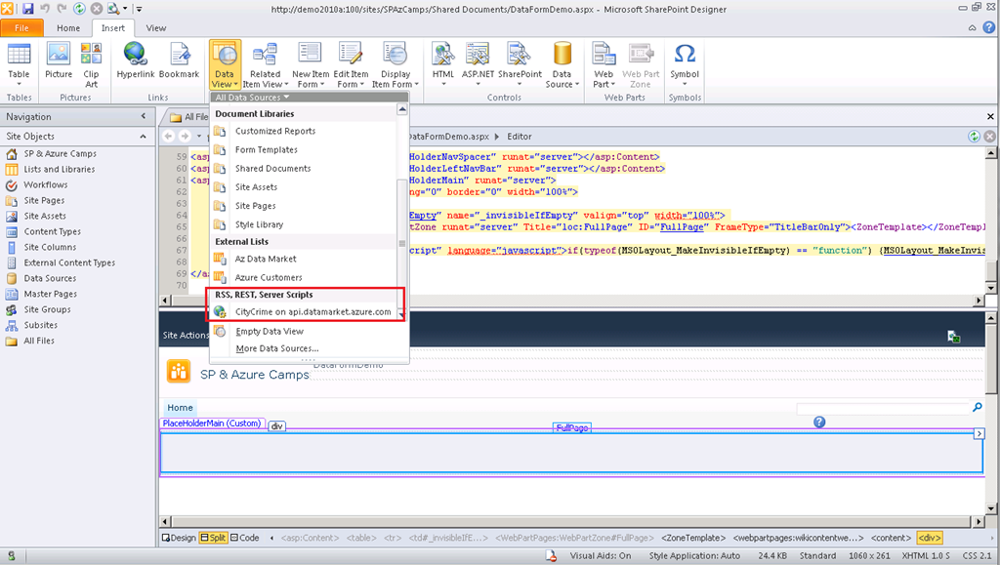 http://demo2010a:100/sites/SPAzCamps/Shared Documents/DataFormDemo.aspx - Microsoft SharePoint Designer
File Home Insert View
Table
Picture
Clip Art
Hyperlink
Bookmark
Data View
Related Item View
New Item Form
Edit Item Form
Display Item Form
HTML
ASP.NET
SharePoint
Data Source
Web Part
Web Part Zone
Symbol
Tables Pictures Links Controls Web Parts Symbols
Navigation
Site Objects
SP & Azure Camps
Lists and Libraries
Workflows
Site Pages
Site Assets
Content Types
Site Columns
External Content Types
Data Sources
Master Pages
Site Groups
Subsites
All Files
All Data Sources
Document Libraries
Customized Reports
Form Templates
Shared Documents
Site Assets
Site Pages
Style Library
External Lists
Az Data Market
Azure Customers
RSS, REST, Server Scripts
CityCrime on api.datamarket.azure.com
Empty Data View
More Data Sources...
All File
DataFormDemo.aspx Editor
59 <asp HolderNavSpacer" runat="server"></asp:Content>
60 <asp HolderLeftNavBar" runat="server"></asp:Content>
61 <asp HolderMain" runat="server">
62 ng="0" border="0" width="100%">
63
64 Empty" name="_invisibleIfEmpty" valign="top" width="100%">
65 tZone runat="server" Title="loc:FullPage" ID="FullPage" FrameType="TitleBarOnly"><ZoneTemplate></ZoneTempl
66
67 cript" language="javascript">if(typeof(MSOLayout_MakeInvisibleIfEmpty) == "function") {MSOLayout_MakeInvis
68
69 </a
70
Site Actions
DataFormDemo
SP & Azure Camps
Home
PlaceHolderMain (Custom) div
FullPage
Design Split Code <asp:Content> <table> <tr> <td#_invisibleIfE...> <WebPartPages:WebPartZone#FullPage> <ZoneTemplate> <webpartpages:wikicontentwe...> <content> <div>
Visual Aids: On Style Application: Auto 24.4 KB Standard 1060 x 261 XHTML 1.0 S CSS 2.1